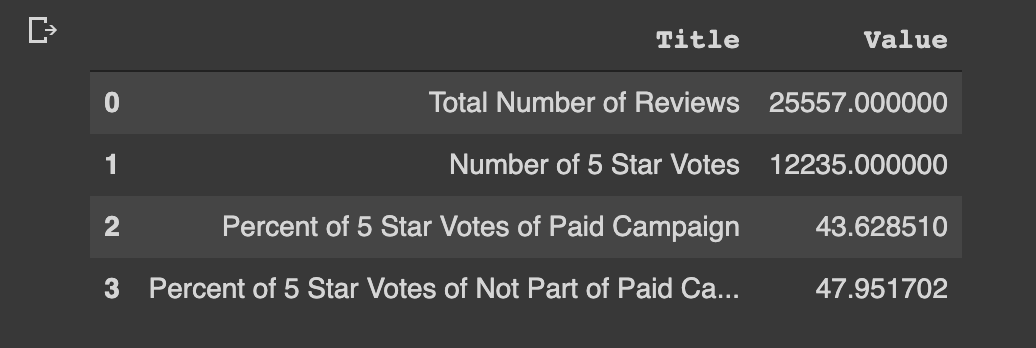 Title Value
0 Total Number of Reviews 25557.000000
1 Number of 5 Star Votes 12235.000000
2 Percent of 5 Star Votes of Paid Campaign 43.628510
3 Percent of 5 Star Votes of Not Part of Paid Ca... 47.951702